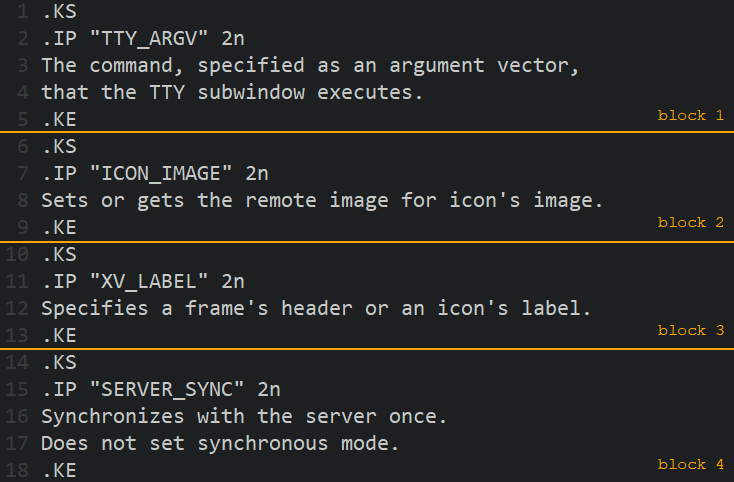 1 .KS
2 .IP "TTY_ARGV" 2n
3 The command, specified as an argument vector,
4 that the TTY subwindow executes.
5 .KE block 1
6 .KS
7 .IP "ICON_IMAGE" 2n
8 Sets or gets the remote image for icon's image.
9 .KE block 2
10 .KS
11 .IP "XV_LABEL" 2n
12 Specifies a frame's header or an icon's label.
13 .KE block 3
14 .KS
15 .IP "SERVER_SYNC" 2n
16 Synchronizes with the server once.
17 Does not set synchronous mode.
18 .KE block 4